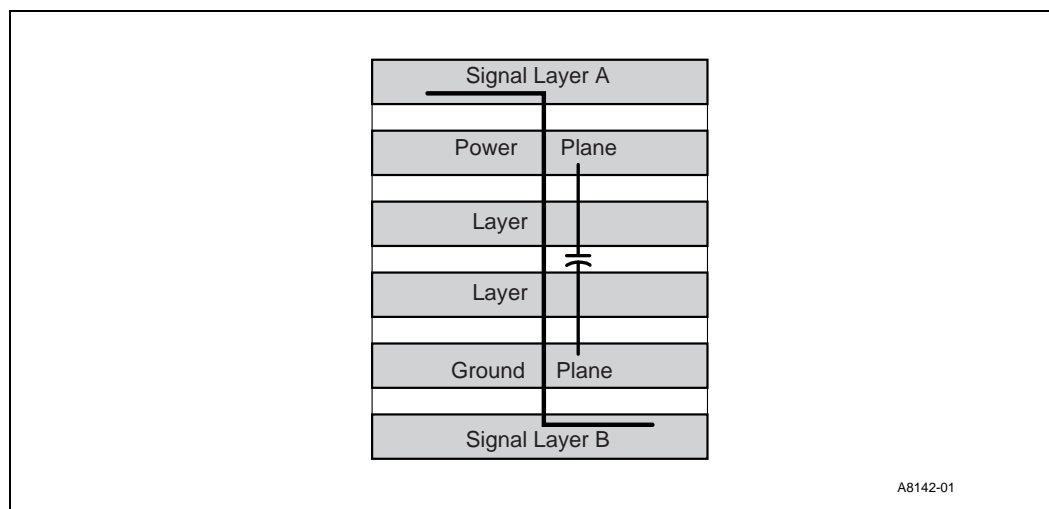 Signal Layer A
Power Plane
Layer
Layer
Ground Plane
Signal Layer B
A8142-01